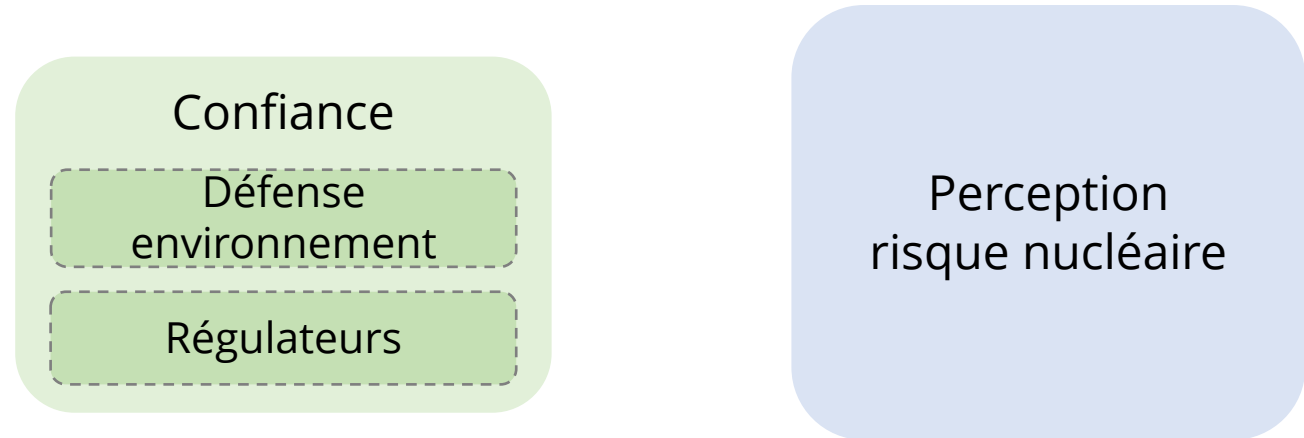 Confiance
Défense
environnement
Régulateurs
Perception
risque nucléaire